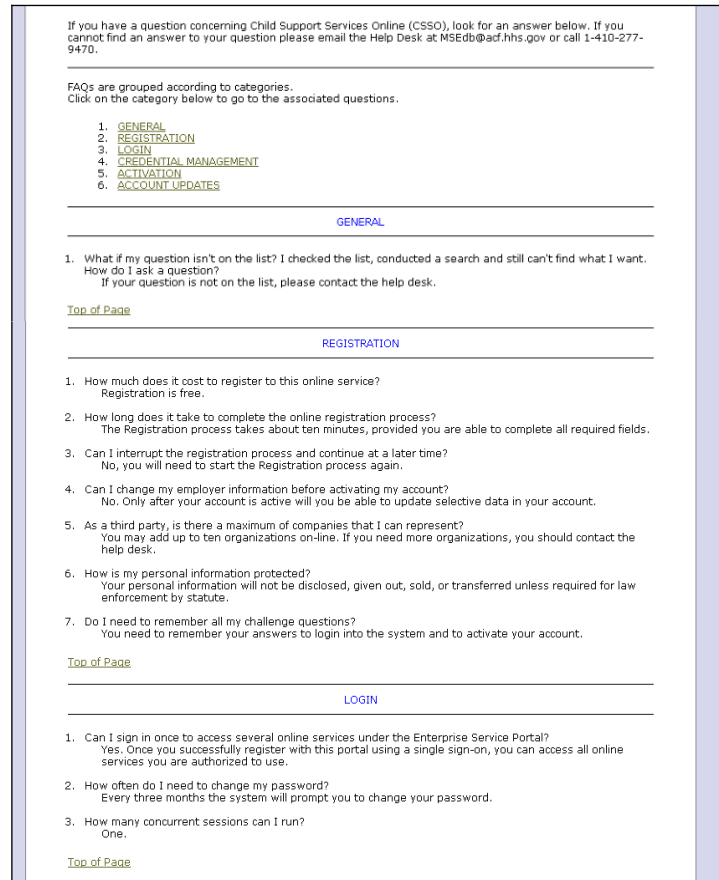 If you have a question concerning Child Support Services Online (CSSO), look for an answer below. If you
cannot find an answer to your question please email the Help Desk at MSEdb@acf.hhs.gov or call 1-410-277-
9470.
FAQs are grouped according to categories.
Click on the category below to go to the associated questions.
1. GENERAL
2. REGISTRATION
3. LOGIN
4. CREDENTIAL MANAGEMENT
5. ACTIVATION
6. ACCOUNT UPDATES
GENERAL
1. What if my question isn't on the list? I checked the list, conducted a search and still can't find what I want.
How do I ask a question?
If your question is not on the list, please contact the help desk.
Top of Page
REGISTRATION
1. How much does it cost to register to this online service?
Registration is free.
2. How long does it take to complete the online registration process?
The Registration process takes about ten minutes, provided you are able to complete all required fields.
3. Can I interrupt the registration process and continue at a later time?
No, you will need to start the Registration process again.
4. Can I change my employer information before activating my account?
No. Only after your account is active will you be able to update selective data in your account.
5. As a third party, is there a maximum of companies that I can represent?
You may add up to ten organizations on-line. If you need more organizations, you should contact the
help desk.
6. How is my personal information protected?
Your personal information will not be disclosed, given out, sold, or transferred unless required for law
enforcement by statute.
7. Do I need to remember all my challenge questions?
You need to remember your answers to login into the system and to activate your account.
Top of Page
LOGIN
1. Can I sign in once to access several online services under the Enterprise Service Portal?
Yes. Once you successfully register with this portal using a single sign-on, you can access all online
services you are authorized to use.
2. How often do I need to change my password?
Every three months the system will prompt you to change your password.
3. How many concurrent sessions can I run?
One.
Top of Page